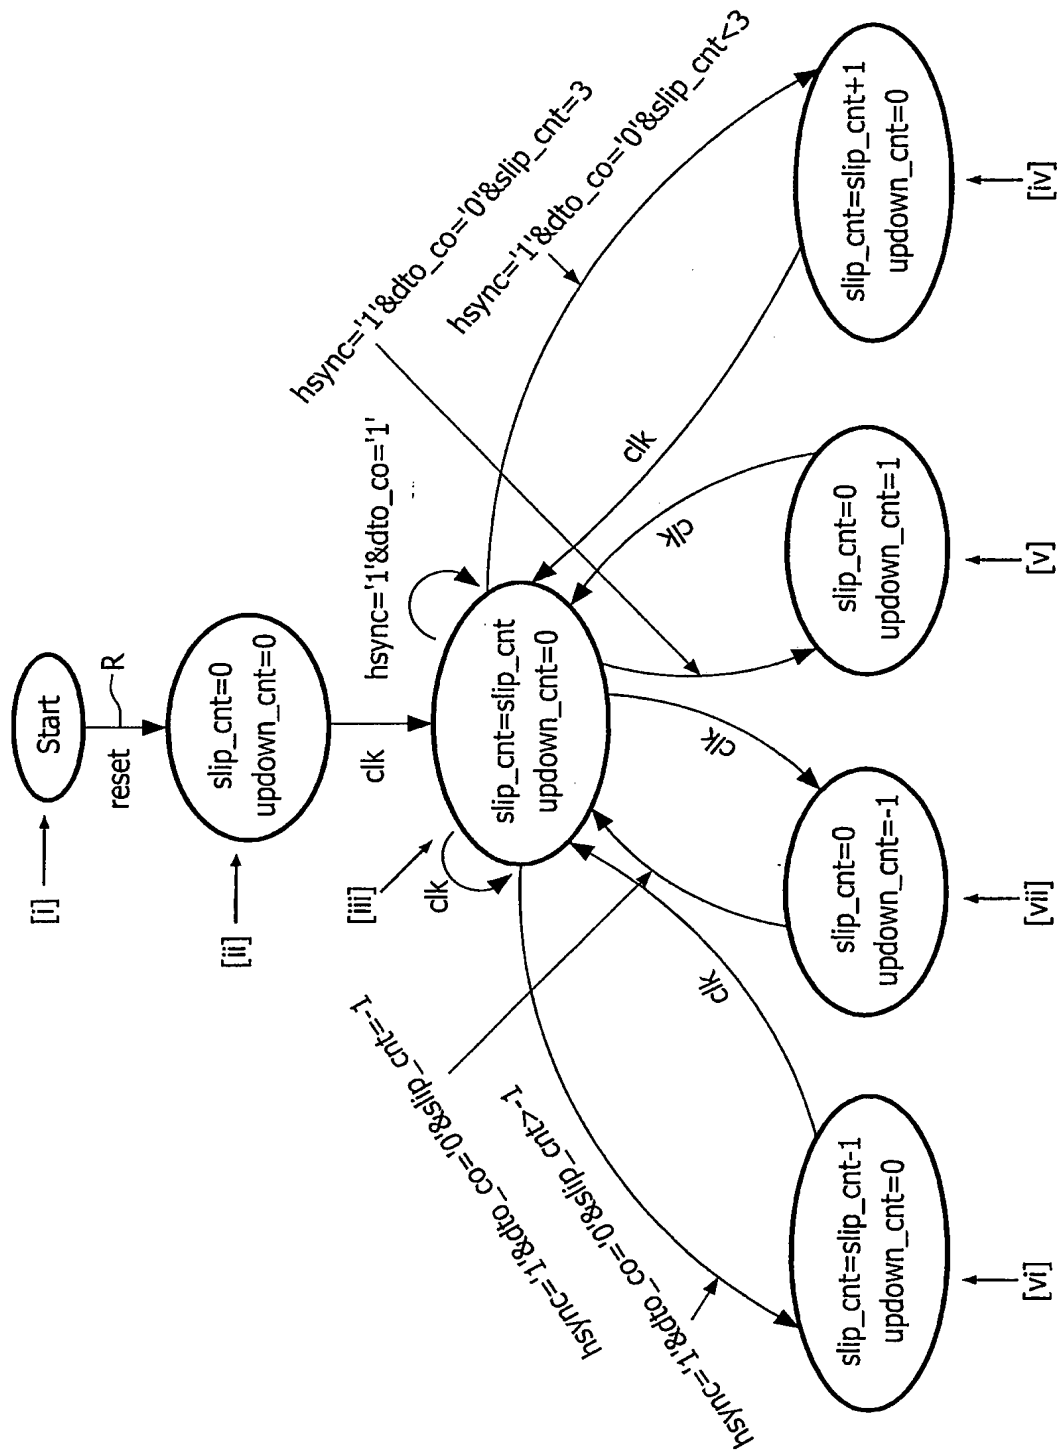 [i]
Start
reset
R
[ii]
slip_cnt=0
updown_cnt=0
clk
[iii]
clk
hsync='1'&dto_co='1'
slip_cnt=slip_cnt
updown_cnt=0
hsync='1'&dto_co='0'&slip_cnt=3
hsync='1'&dto_co='0'&slip_cnt<3
hsync='1'&dto_co='0'&slip_cnt=-1
hsync='1'&dto_co='0'&slip_cnt>-1
clk
clk
clk
clk
slip_cnt=slip_cnt-1
updown_cnt=0
[vi]
slip_cnt=0
updown_cnt=-1
[vii]
slip_cnt=0
updown_cnt=1
[v]
slip_cnt=slip_cnt+1
updown_cnt=0
[iv]